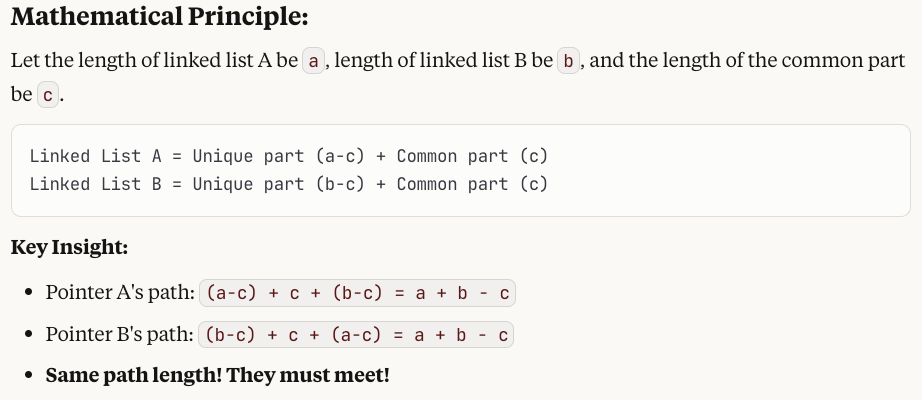 Mathematical Principle:
Let the length of linked list A be a, length of linked list B be b, and the length of the common part
be c.
Linked List A = Unique part (a-c) + Common part (c)
Linked List B = Unique part (b-c) + Common part (c)
Key Insight:
• Pointer A's path: (a-c) + c + (b-c) = a + b - c
• Pointer B's path: (b-c) + c + (a-c) = a + b - c
• Same path length! They must meet!